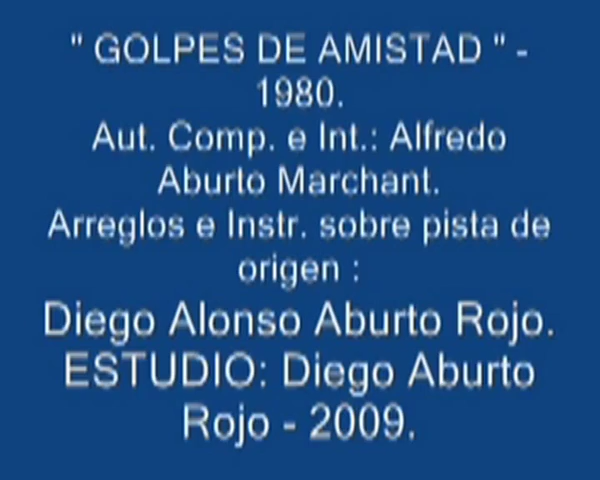 " GOLPES DE AMISTAD " -
1980.
Aut. Comp. e Int.: Alfredo
Aburto Marchant.
Arreglos e Instr. sobre pista de
origen :
Diego Alonso Aburto Rojo.
ESTUDIO: Diego Aburto
Rojo - 2009.